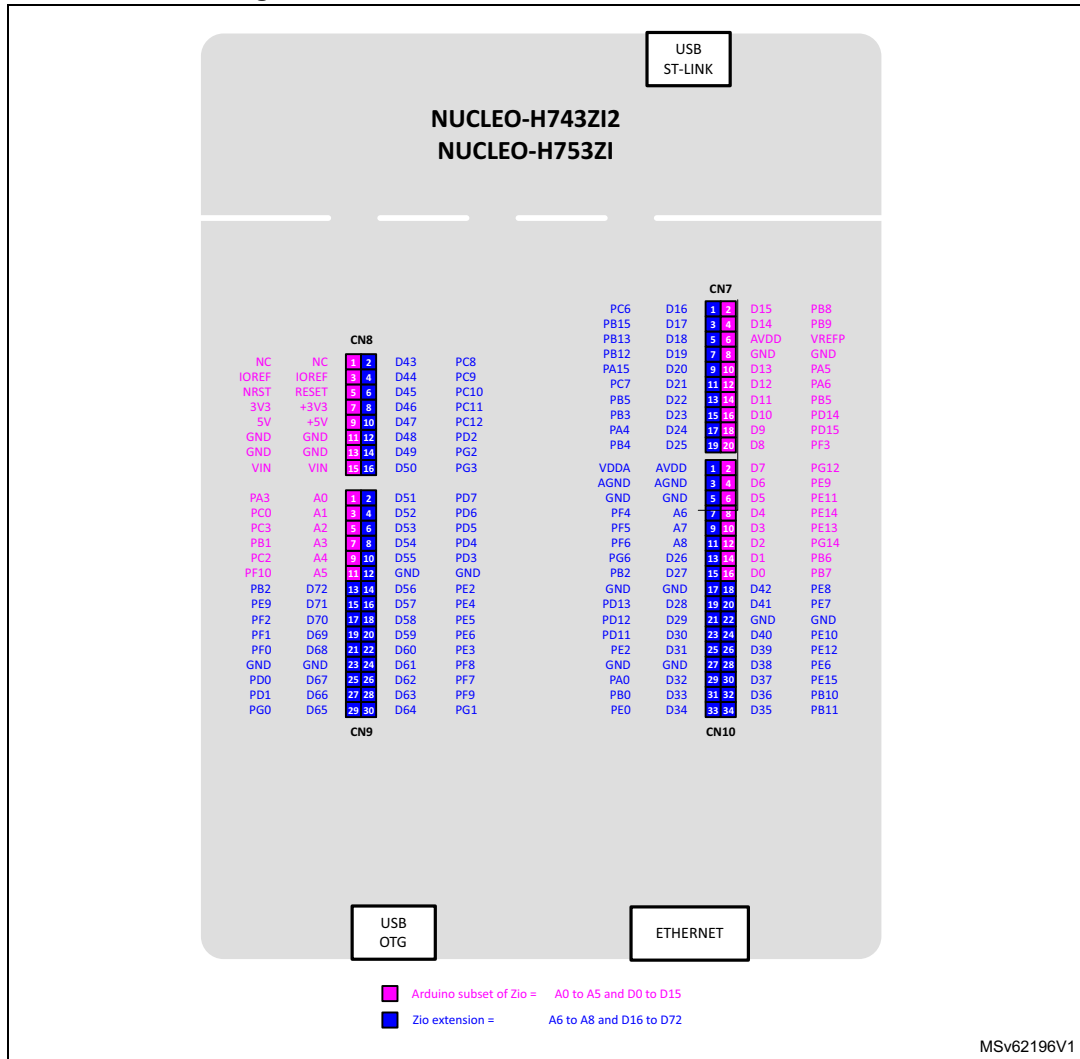 USB
ST-LINK
NUCLEO-H743ZI2
NUCLEO-H753ZI
CN7
PC6 D16 1 2 D15 PB8
PB15 D17 3 4 D14 PB9
PB13 D18 5 6 AVDD VREFP
PB12 D19 7 8 GND GND
PA15 D20 9 10 D13 PA5
PC7 D21 11 12 D12 PA6
PB5 D22 13 14 D11 PB5
PB3 D23 15 16 D10 PD14
PA4 D24 17 18 D9 PD15
PB4 D25 19 20 D8 PF3
CN8
NC NC 1 2 D43 PC8
IOREF IOREF 3 4 D44 PC9
NRST RESET 5 6 D45 PC10
3V3 +3V3 7 8 D46 PC11
5V +5V 9 10 D47 PC12
GND GND 11 12 D48 PD2
GND GND 13 14 D49 PG2
VIN VIN 15 16 D50 PG3
PA3 A0 1 2 D51 PD7
PC0 A1 3 4 D52 PD6
PC3 A2 5 6 D53 PD5
PB1 A3 7 8 D54 PD4
PC2 A4 9 10 D55 PD3
PF10 A5 11 12 GND GND
PB2 D72 13 14 D56 PE2
PE9 D71 15 16 D57 PE4
PF2 D70 17 18 D58 PE5
PF1 D69 19 20 D59 PE6
PF0 D68 21 22 D60 PE3
GND GND 23 24 D61 PF8
PD0 D67 25 26 D62 PF7
PD1 D66 27 28 D63 PF9
PG0 D65 29 30 D64 PG1
CN9
VDDA AVDD 1 2 D7 PG12
AGND AGND 3 4 D6 PE9
GND GND 5 6 D5 PE11
PF4 A6 7 8 D4 PE14
PF5 A7 9 10 D3 PE13
PF6 A8 11 12 D2 PG14
PG6 D26 13 14 D1 PB6
PB2 D27 15 16 D0 PB7
GND GND 17 18 D42 PE8
PD13 D28 19 20 D41 PE7
PD12 D29 21 22 GND GND
PD11 D30 23 24 D40 PE10
PE2 D31 25 26 D39 PE12
GND GND 27 28 D38 PE6
PA0 D32 29 30 D37 PE15
PB0 D33 31 32 D36 PB10
PE0 D34 33 34 D35 PB11
CN10
USB
OTG
ETHERNET
Arduino subset of Zio = A0 to A5 and D0 to D15
Zio extension = A6 to A8 and D16 to D72
MSv62196V1